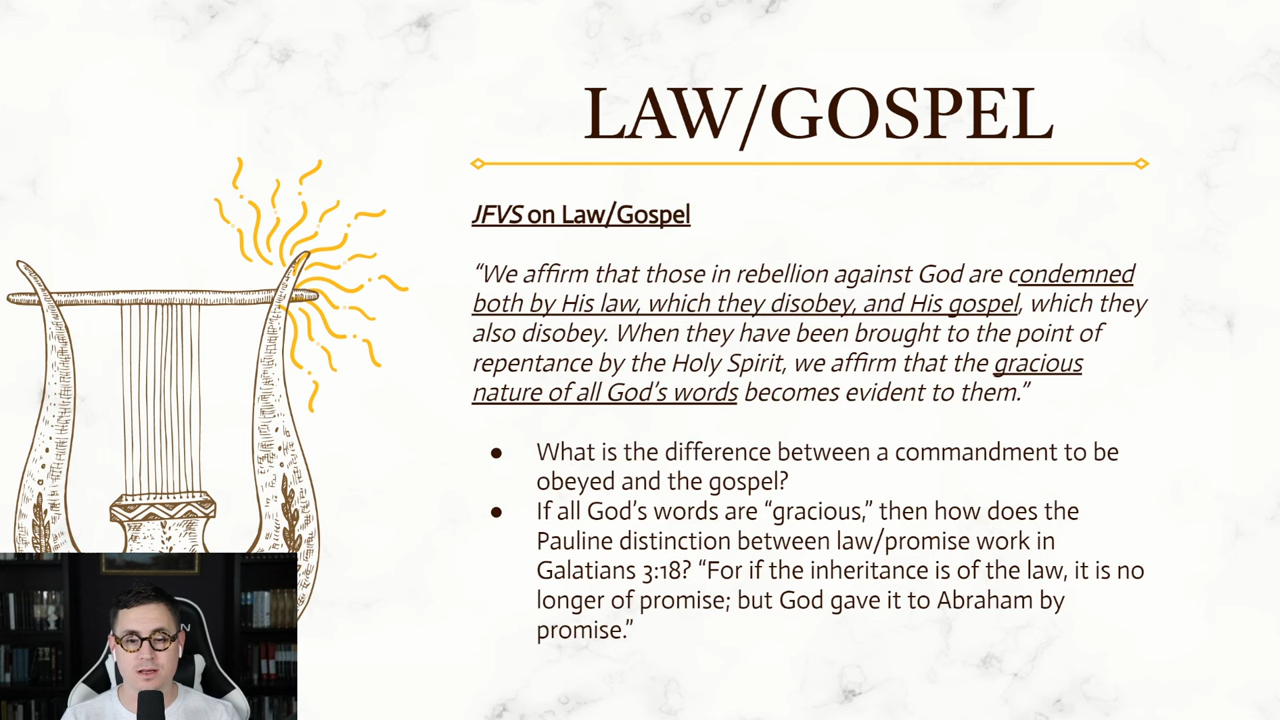 LAW/GOSPEL
JFVS on Law/Gospel
“We affirm that those in rebellion against God are condemned
both by His law, which they disobey, and His gospel, which they
also disobey. When they have been brought to the point of
repentance by the Holy Spirit, we affirm that the gracious
nature of all God’s words becomes evident to them.”
● What is the difference between a commandment to be
obeyed and the gospel?
● If all God’s words are “gracious,” then how does the
Pauline distinction between law/promise work in
Galatians 3:18? “For if the inheritance is of the law, it is no
longer of promise; but God gave it to Abraham by
promise.”